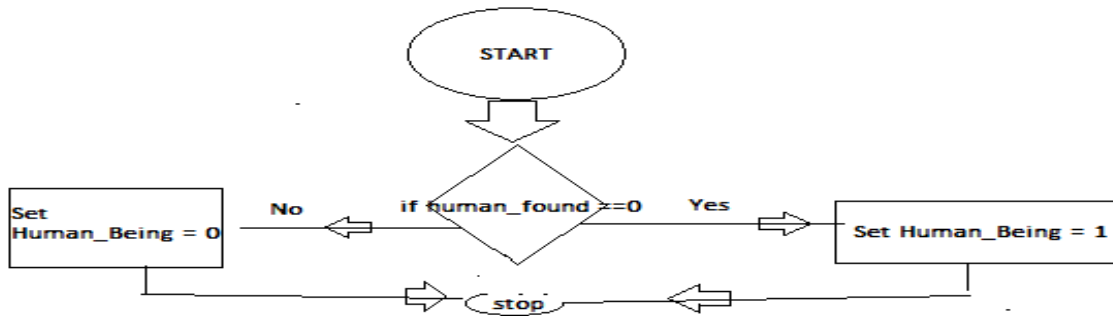 START
if human_found ==0
No
Yes
Set
Human_Being = 0
Set Human_Being = 1
stop